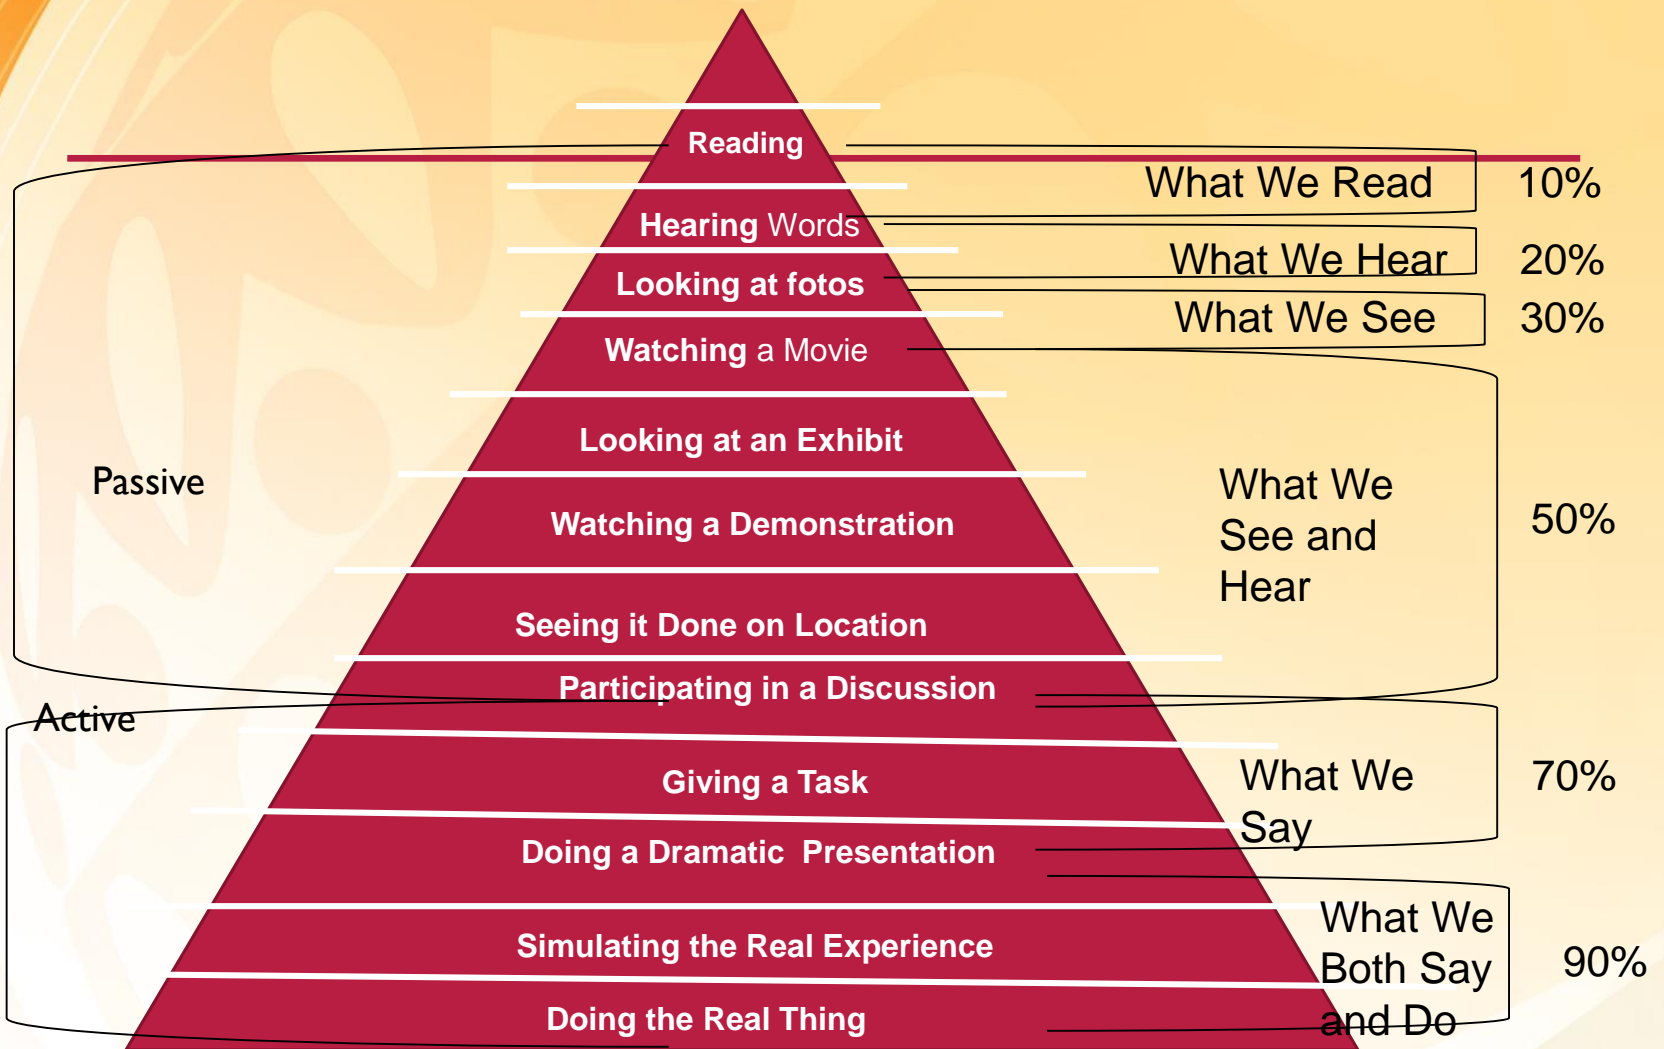 Reading
What We Read 10%
Hearing Words
What We Hear 20%
Looking at fotos
What We See 30%
Watching a Movie
Looking at an Exhibit
Passive
What We
See and
Hear
50%
Watching a Demonstration
Seeing it Done on Location
Participating in a Discussion
Active
Giving a Task
What We
Say
70%
Doing a Dramatic Presentation
Simulating the Real Experience
What We
Both Say
and Do
90%
Doing the Real Thing